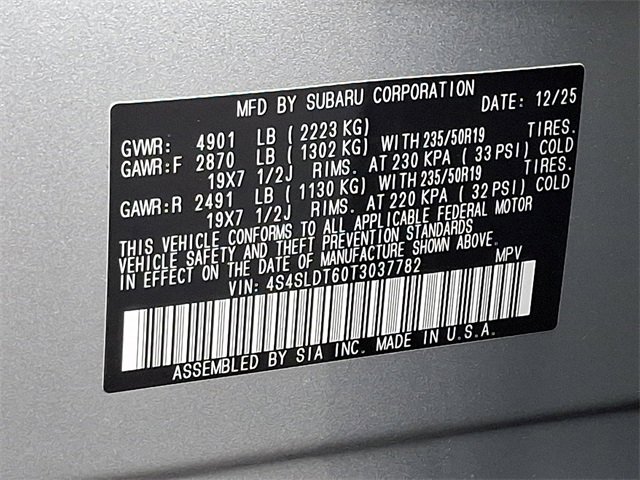 MFD BY SUBARU CORPORATION DATE: 12/25
GVWR: 4901 LB (2223 KG)
GAWR:F 2870 LB (1302 KG) WITH 235/50R19 TIRES.
19X7 1/2J RIMS. AT 230 KPA (33 PSI) COLD
GAWR:R 2491 LB (1130 KG) WITH 235/50R19 TIRES.
19X7 1/2J RIMS. AT 220 KPA (32 PSI) COLD
THIS VEHICLE CONFORMS TO ALL APPLICABLE FEDERAL MOTOR
VEHICLE SAFETY AND THEFT PREVENTION STANDARDS
IN EFFECT ON THE DATE OF MANUFACTURE SHOWN ABOVE.
VIN: 4S4SLDT60T3037782 MPV
ASSEMBLED BY SIA INC. MADE IN U.S.A.